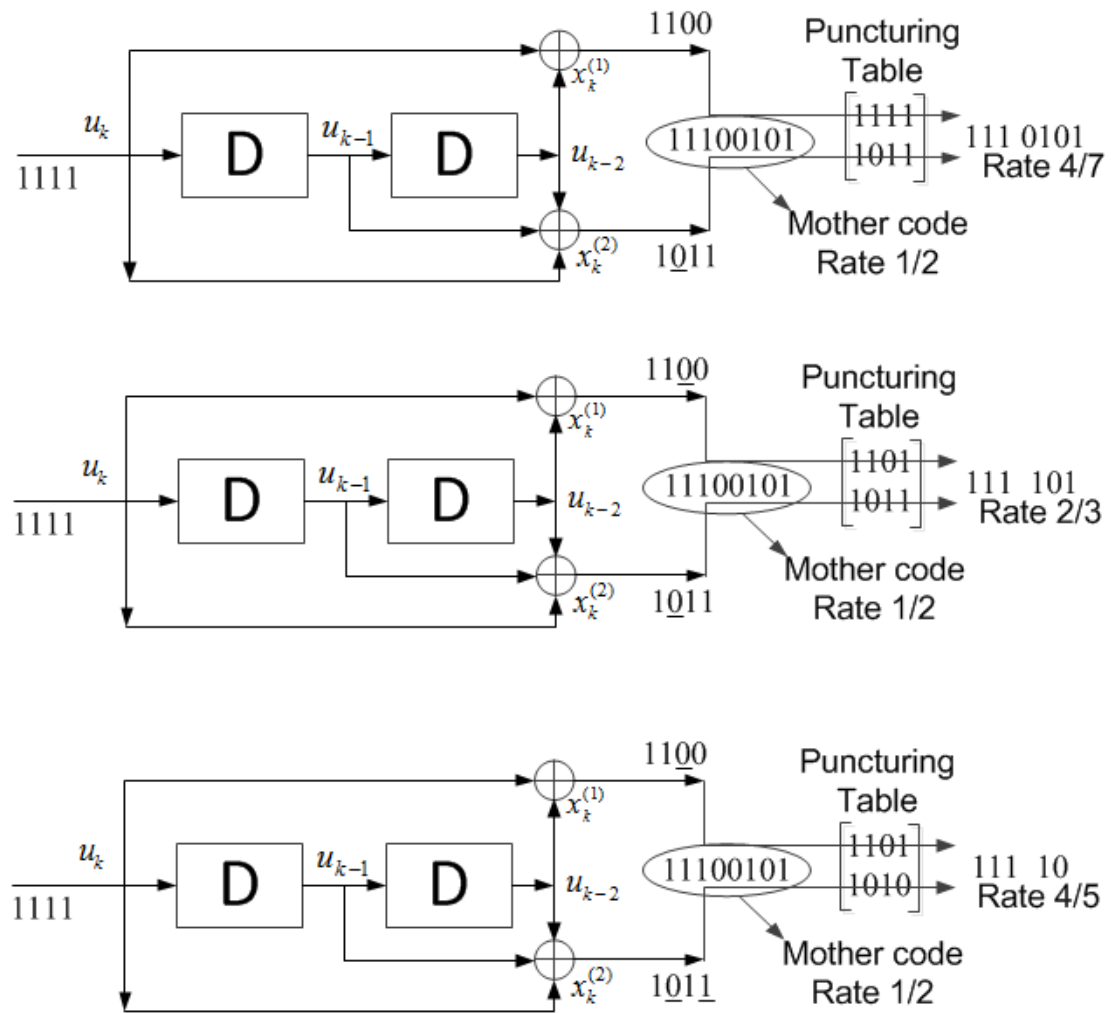 1100
Puncturing
Table
x_k^(1)
u_k
D
u_{k-1}
D
u_{k-2}
1111
11100101
1111
1011
111 0101
Rate 4/7
Mother code
Rate 1/2
x_k^(2)
1011
1100
Puncturing
Table
x_k^(1)
u_k
D
u_{k-1}
D
u_{k-2}
1111
11100101
1101
1011
111 101
Rate 2/3
Mother code
Rate 1/2
x_k^(2)
1011
1100
Puncturing
Table
x_k^(1)
u_k
D
u_{k-1}
D
u_{k-2}
1111
11100101
1101
1010
111 10
Rate 4/5
Mother code
Rate 1/2
x_k^(2)
1011